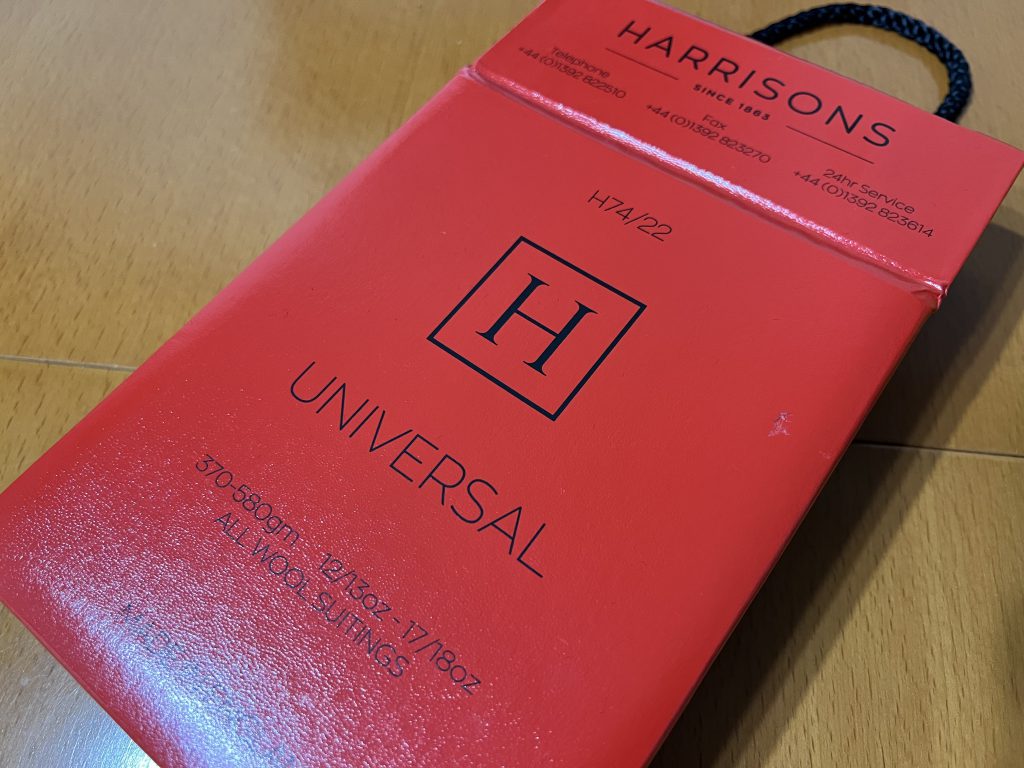 HARRISONS
SINCE 1863
Telephone
+44 (0)1392 822510
Fax
+44 (0)1392 823270
24hr Service
+44 (0)1392 823614
H74/22
H
UNIVERSAL
370-580gm 12/13oz - 17/18oz
ALL WOOL SUITINGS
MADE